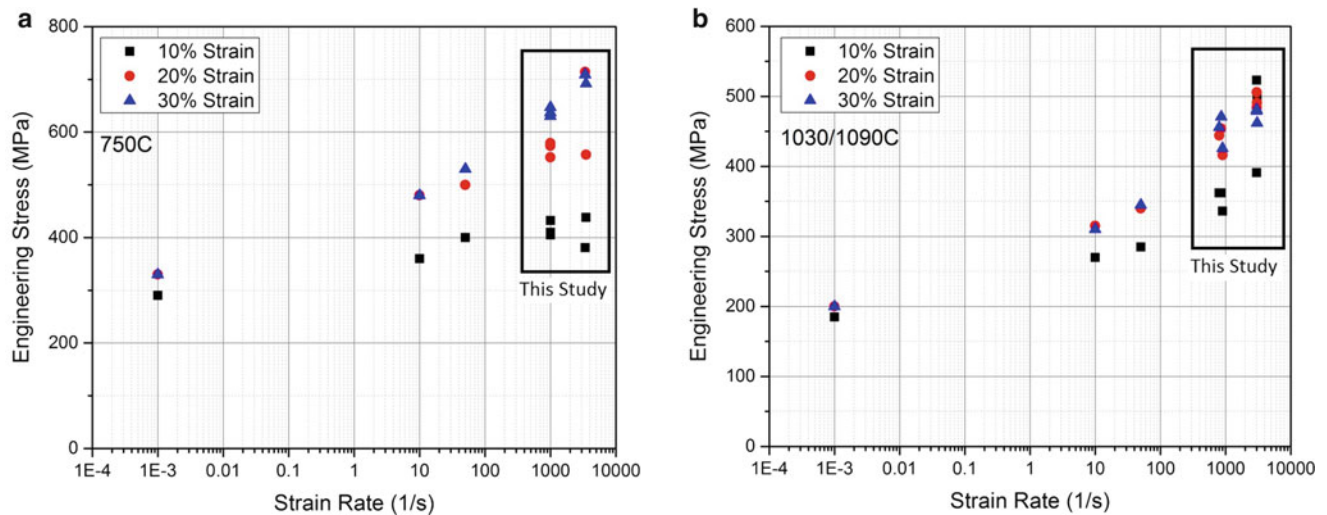 a
800
600
400
200
0
Engineering Stress (MPa)
10% Strain
20% Strain
30% Strain
750C
This Study
1E-4 1E-3 0.01 0.1 1 10 100 1000 10000
Strain Rate (1/s)
b
600
500
400
300
200
100
0
Engineering Stress (MPa)
10% Strain
20% Strain
30% Strain
1030/1090C
This Study
1E-4 1E-3 0.01 0.1 1 10 100 1000 10000
Strain Rate (1/s)